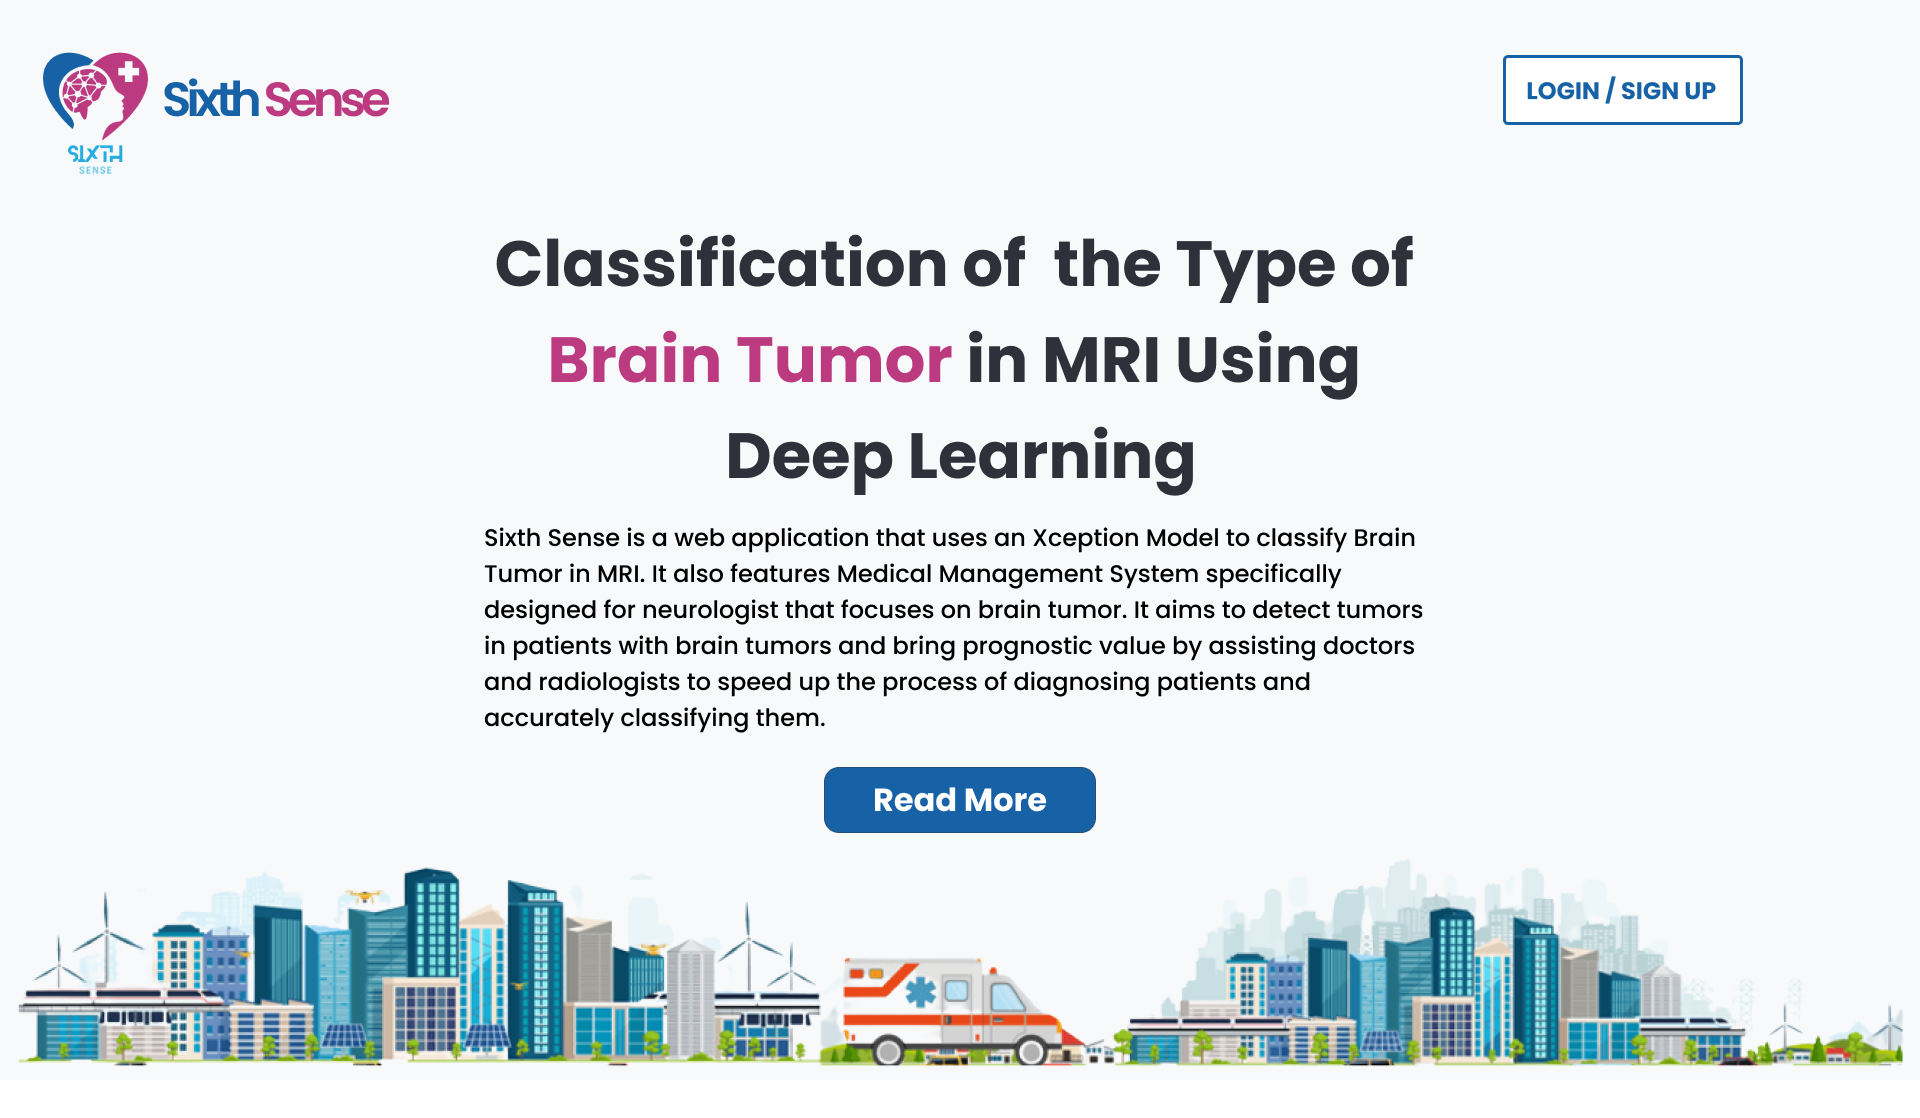 Sixth Sense
SIXTH
SENSE
LOGIN / SIGN UP
Classification of  the Type of
Brain Tumor in MRI Using
Deep Learning
Sixth Sense is a web application that uses an Xception Model to classify Brain
Tumor in MRI. It also features Medical Management System specifically
designed for neurologist that focuses on brain tumor. It aims to detect tumors
in patients with brain tumors and bring prognostic value by assisting doctors
and radiologists to speed up the process of diagnosing patients and
accurately classifying them.
Read More